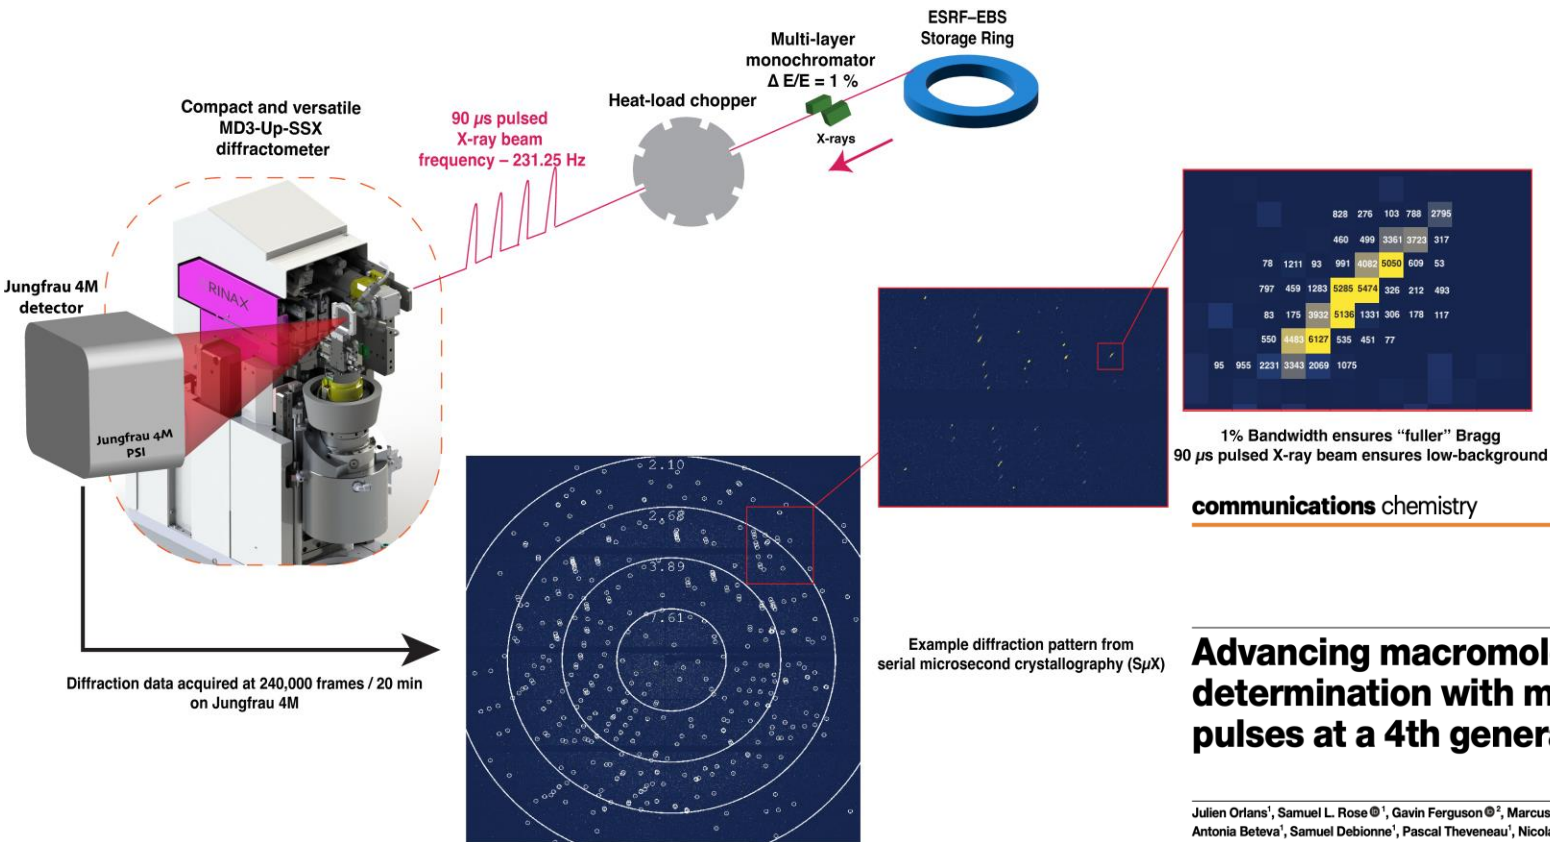 ESRF–EBS
Storage Ring
Multi-layer
monochromator
Δ E/E = 1 %
X-rays
Heat-load chopper
90 µs pulsed
X-ray beam
frequency – 231.25 Hz
Compact and versatile
MD3-Up-SSX
diffractometer
RINAX
Jungfrau 4M
detector
Jungfrau 4M
PSI
Diffraction data acquired at 240,000 frames / 20 min
on Jungfrau 4M
2.10
2.68
3.89
7.61
Example diffraction pattern from
serial microsecond crystallography (SµX)
828 276 103 788 2795
460 499 3361 3723 317
78 1211 93 991 4082 5050 609 53
797 459 1283 5285 5474 326 212 493
83 175 3932 5136 1331 306 178 117
550 4483 6127 535 451 77
95 955 2231 3343 2069 1075
1% Bandwidth ensures “fuller” Bragg
90 µs pulsed X-ray beam ensures low-background
communications chemistry
Advancing macromol
determination with m
pulses at a 4th genera
Julien Orlans¹, Samuel L. Rose¹, Gavin Ferguson², Marcus
Antonia Beteva¹, Samuel Debionne¹, Pascal Theveneau¹, Nicola